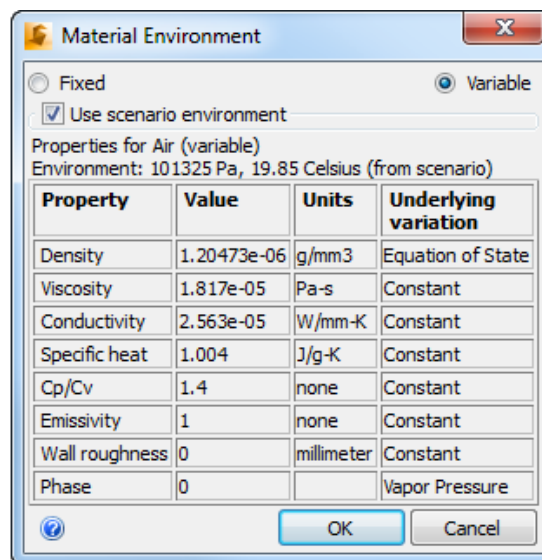 Material Environment
Fixed Variable
Use scenario environment
Properties for Air (variable)
Environment: 101325 Pa, 19.85 Celsius (from scenario)
Property Value Units Underlying
variation
Density 1.20473e-06 g/mm3 Equation of State
Viscosity 1.817e-05 Pa-s Constant
Conductivity 2.563e-05 W/mm-K Constant
Specific heat 1.004 J/g-K Constant
Cp/Cv 1.4 none Constant
Emissivity 1 none Constant
Wall roughness 0 millimeter Constant
Phase 0 Vapor Pressure
OK Cancel